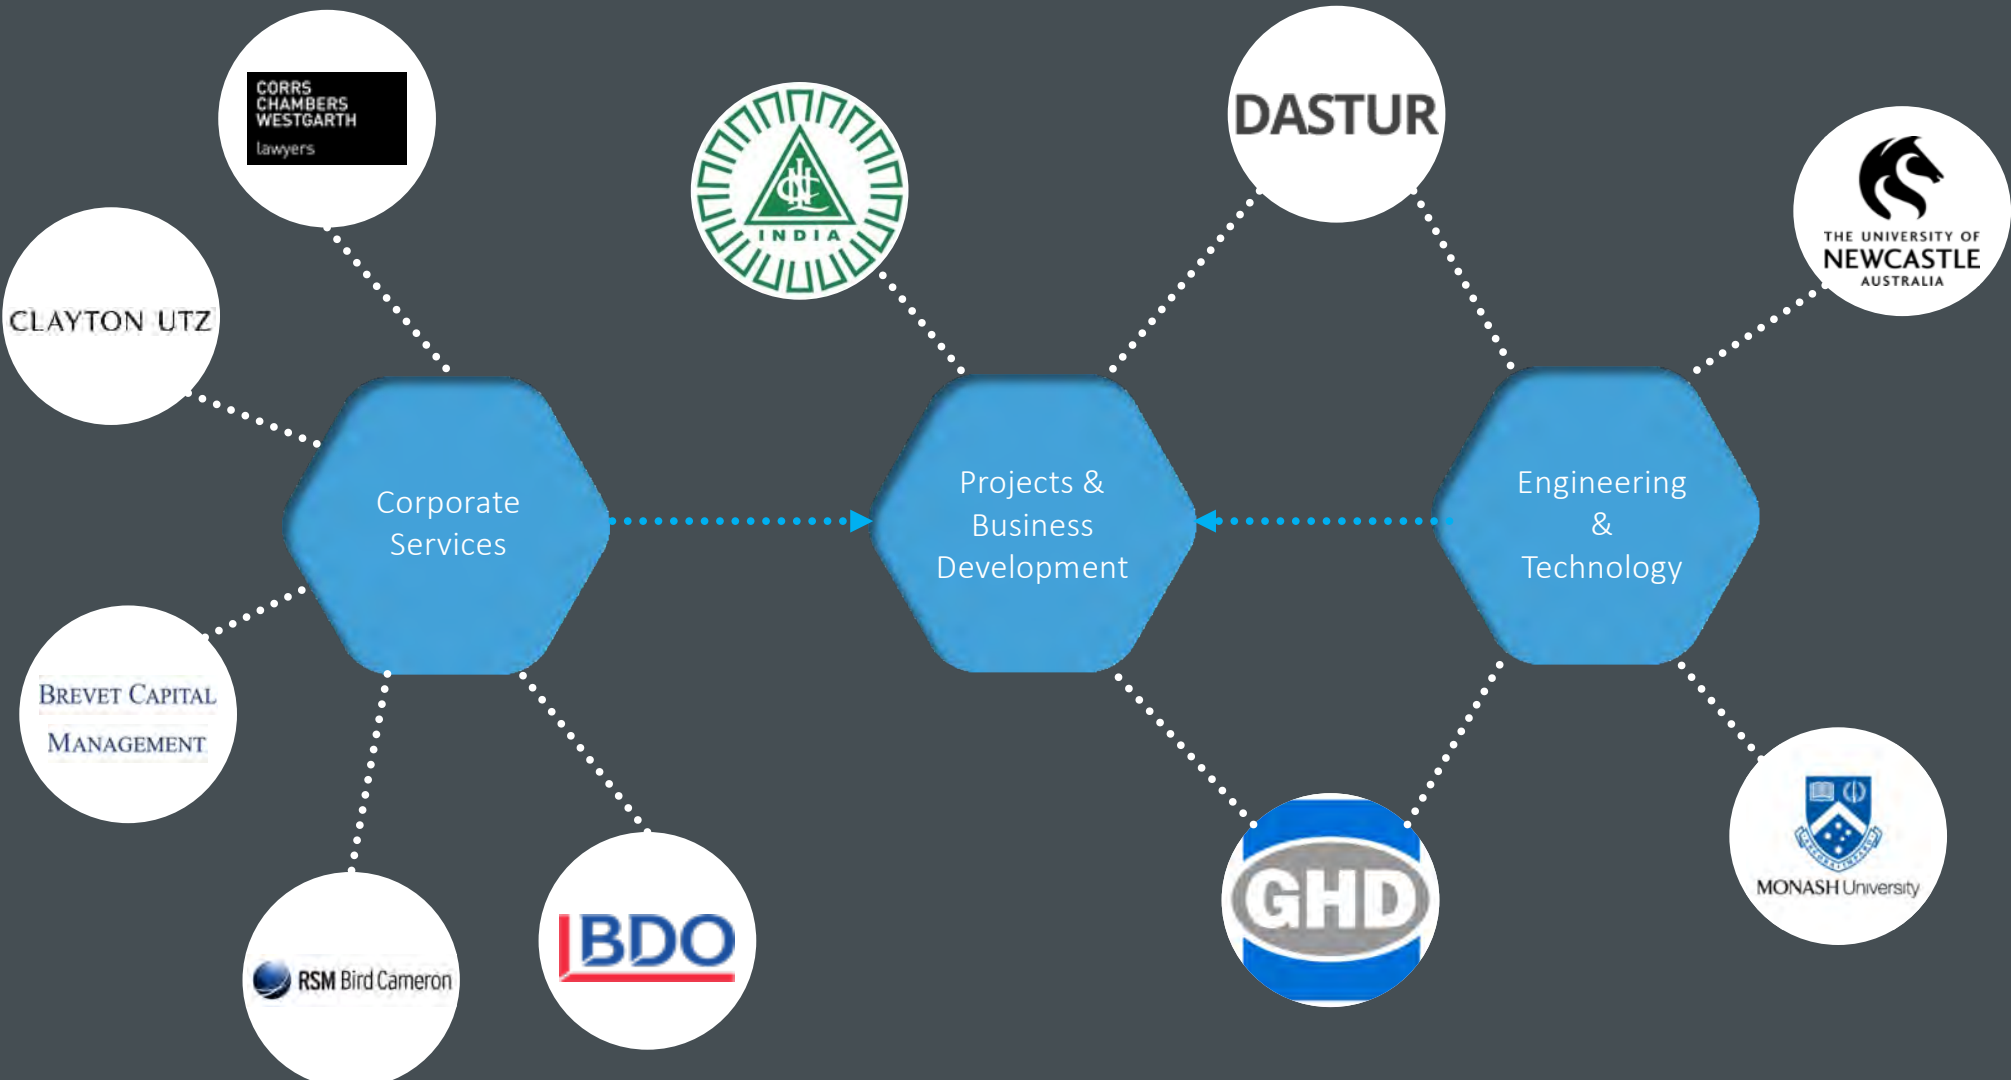 CORRS
CHAMBERS
WESTGARTH
lawyers
CLAYTON UTZ
INDIA
DASTUR
THE UNIVERSITY OF
NEWCASTLE
AUSTRALIA
Corporate
Services
Projects &
Business
Development
Engineering
&
Technology
BREVET CAPITAL
MANAGEMENT
RSM Bird Cameron
BDO
GHD
MONASH University